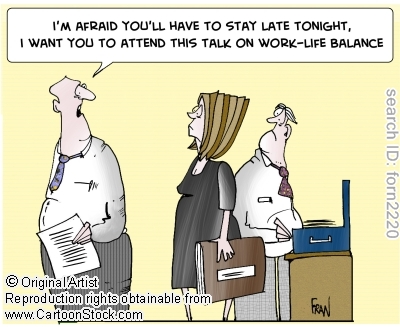 I'M AFRAID YOU'LL HAVE TO STAY LATE TONIGHT,
I WANT YOU TO ATTEND THIS TALK ON WORK-LIFE BALANCE
search ID: forn2220
© Original Artist
Reproduction rights obtainable from
www.CartoonStock.com
FRAN